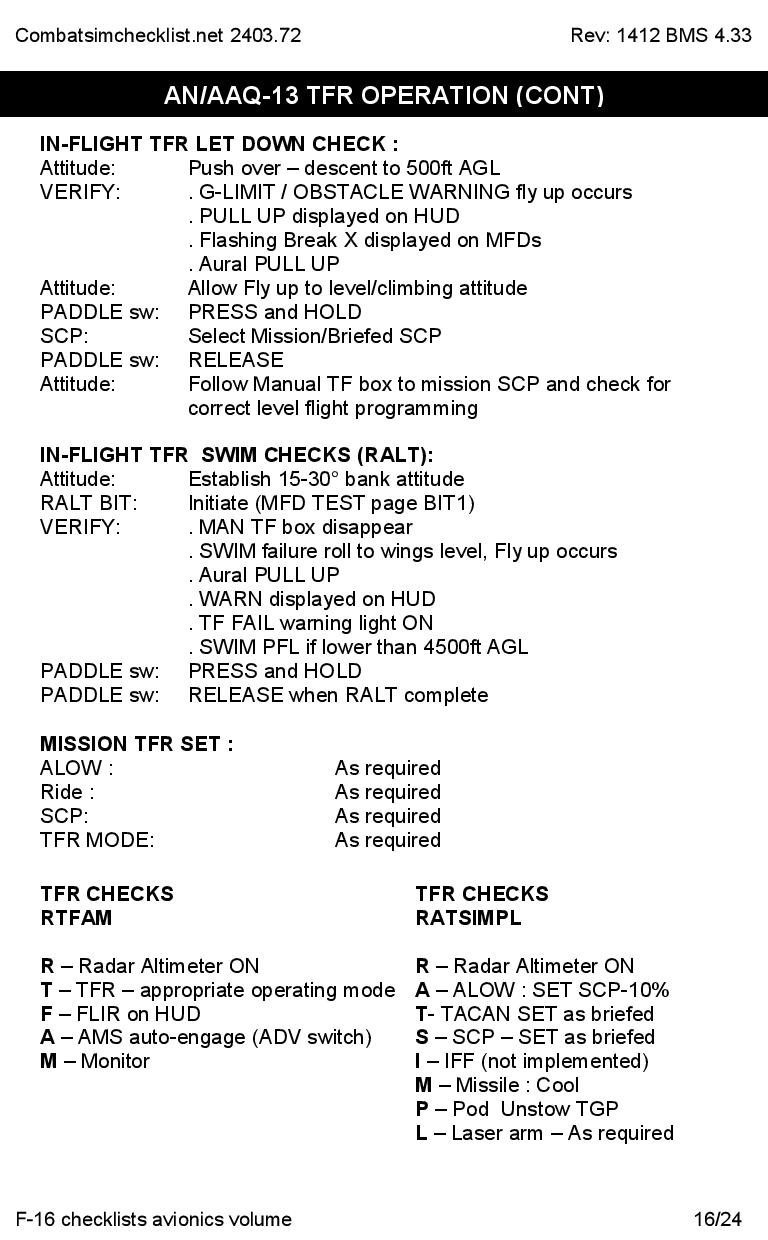 Combatsimchecklist.net 2403.72 Rev: 1412 BMS 4.33
AN/AAQ-13 TFR OPERATION (CONT)
IN-FLIGHT TFR LET DOWN CHECK :
Attitude: Push over – descent to 500ft AGL
VERIFY: . G-LIMIT / OBSTACLE WARNING fly up occurs
. PULL UP displayed on HUD
. Flashing Break X displayed on MFDs
. Aural PULL UP
Attitude: Allow Fly up to level/climbing attitude
PADDLE sw: PRESS and HOLD
SCP: Select Mission/Briefed SCP
PADDLE sw: RELEASE
Attitude: Follow Manual TF box to mission SCP and check for
correct level flight programming
IN-FLIGHT TFR SWIM CHECKS (RALT):
Attitude: Establish 15-30° bank attitude
RALT BIT: Initiate (MFD TEST page BIT1)
VERIFY: . MAN TF box disappear
. SWIM failure roll to wings level, Fly up occurs
. Aural PULL UP
. WARN displayed on HUD
. TF FAIL warning light ON
. SWIM PFL if lower than 4500ft AGL
PADDLE sw: PRESS and HOLD
PADDLE sw: RELEASE when RALT complete
MISSION TFR SET :
ALOW : As required
Ride : As required
SCP: As required
TFR MODE: As required
TFR CHECKS
RTFAM
R – Radar Altimeter ON
T – TFR – appropriate operating mode
F – FLIR on HUD
A – AMS auto-engage (ADV switch)
M – Monitor
TFR CHECKS
RATSIMPL
R – Radar Altimeter ON
A – ALOW : SET SCP-10%
T- TACAN SET as briefed
S – SCP – SET as briefed
I – IFF (not implemented)
M – Missile : Cool
P – Pod Unstow TGP
L – Laser arm – As required
F-16 checklists avionics volume 16/24